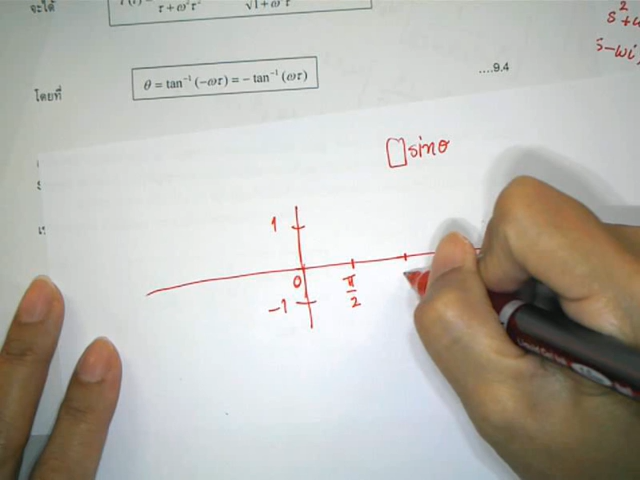 จะได้
τ+ω²τ² √1+ω²τ
s²+
s-ωi
โดยที่ θ = tan⁻¹(-ωτ) = - tan⁻¹(ωτ) ....9.4
□sinθ
1
0 π/2
-1